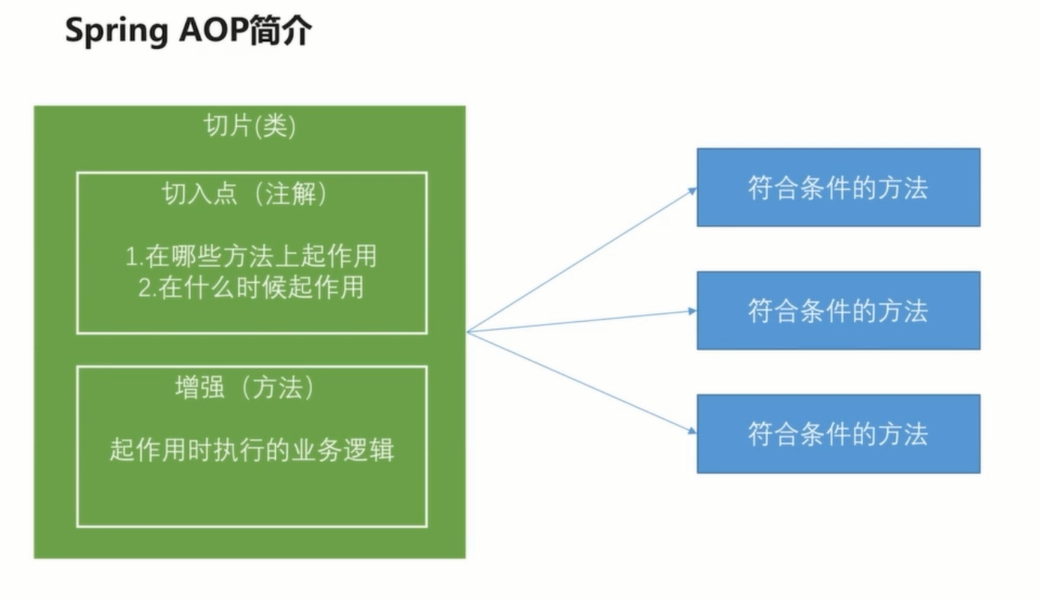 Spring AOP简介
切片(类)
切入点（注解）
1.在哪些方法上起作用
2.在什么时候起作用
增强（方法）
起作用时执行的业务逻辑
符合条件的方法
符合条件的方法
符合条件的方法